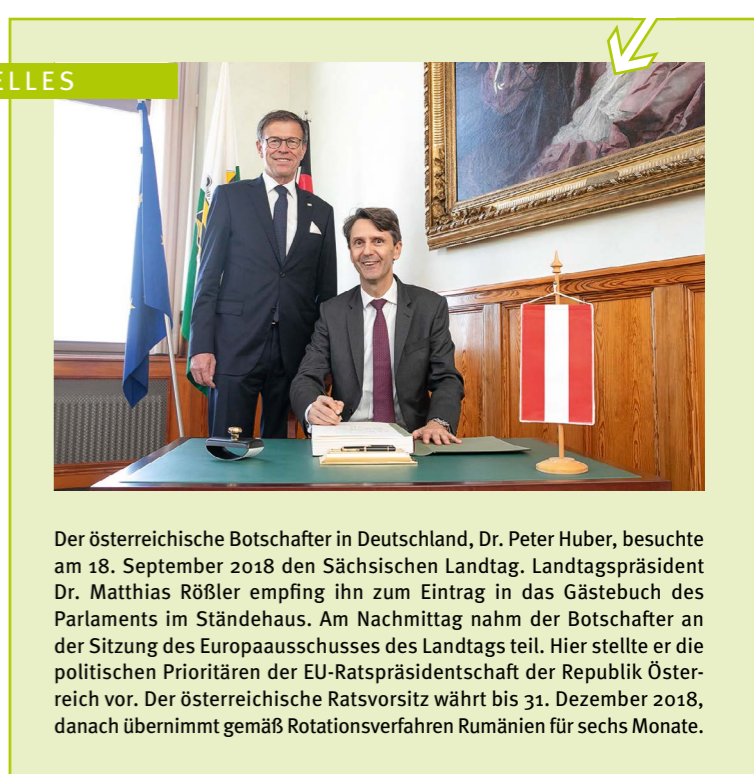 ELLES
Der österreichische Botschafter in Deutschland, Dr. Peter Huber, besuchte
am 18. September 2018 den Sächsischen Landtag. Landtagspräsident
Dr. Matthias Rößler empfing ihn zum Eintrag in das Gästebuch des
Parlaments im Ständehaus. Am Nachmittag nahm der Botschafter an
der Sitzung des Europaausschusses des Landtags teil. Hier stellte er die
politischen Prioritären der EU-Ratspräsidentschaft der Republik Öster-
reich vor. Der österreichische Ratsvorsitz währt bis 31. Dezember 2018,
danach übernimmt gemäß Rotationsverfahren Rumänien für sechs Monate.